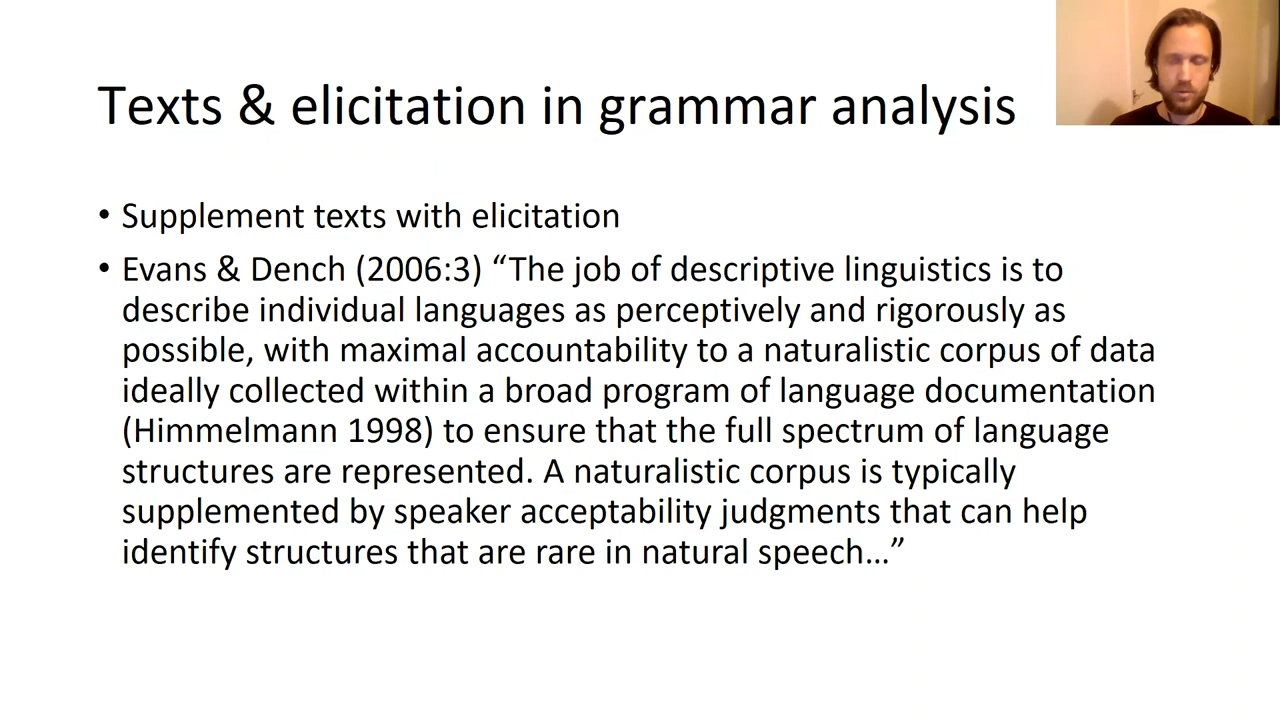 Texts & elicitation in grammar analysis
• Supplement texts with elicitation
• Evans & Dench (2006:3) “The job of descriptive linguistics is to
describe individual languages as perceptively and rigorously as
possible, with maximal accountability to a naturalistic corpus of data
ideally collected within a broad program of language documentation
(Himmelmann 1998) to ensure that the full spectrum of language
structures are represented. A naturalistic corpus is typically
supplemented by speaker acceptability judgments that can help
identify structures that are rare in natural speech…”